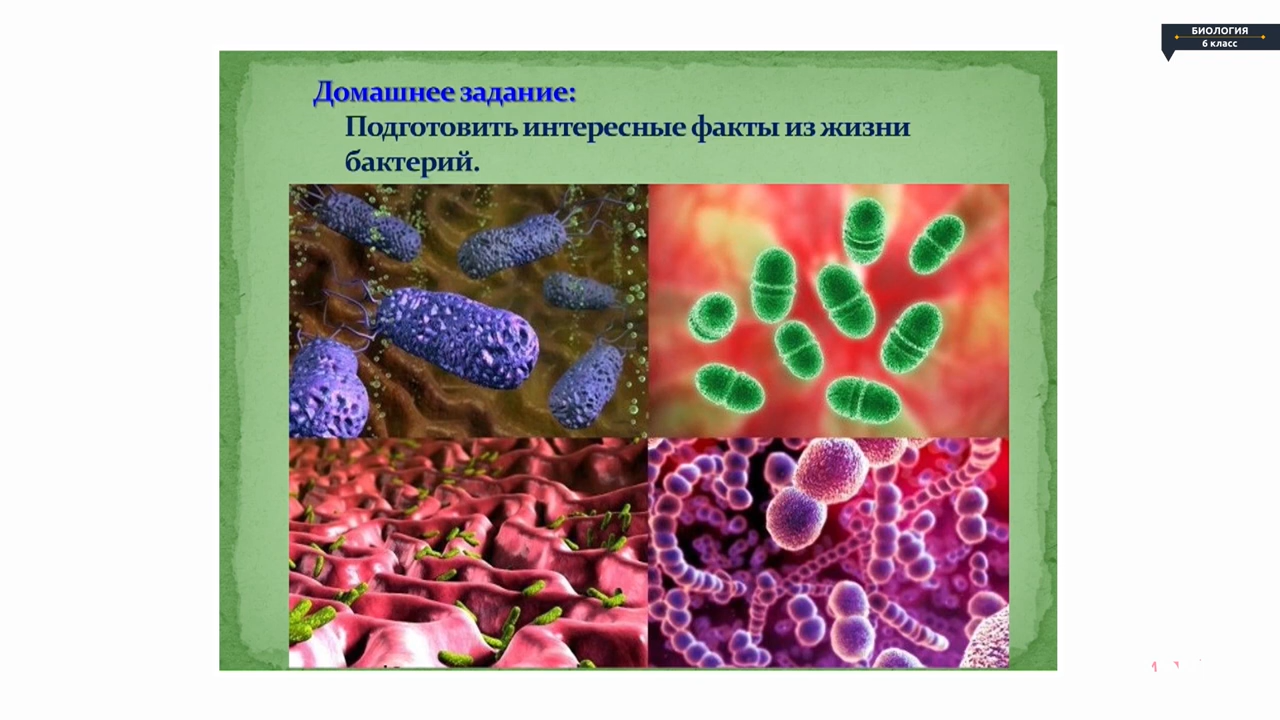 БИОЛОГИЯ
6 класс
Домашнее задание:
Подготовить интересные факты из жизни
бактерий.